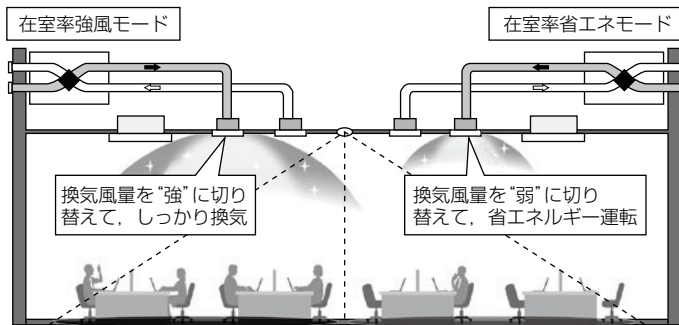 在室率強風モード
在室率省エネモード
換気風量を“強”に切り
替えて，しっかり換気
換気風量を“弱”に切り
替えて，省エネルギー運転